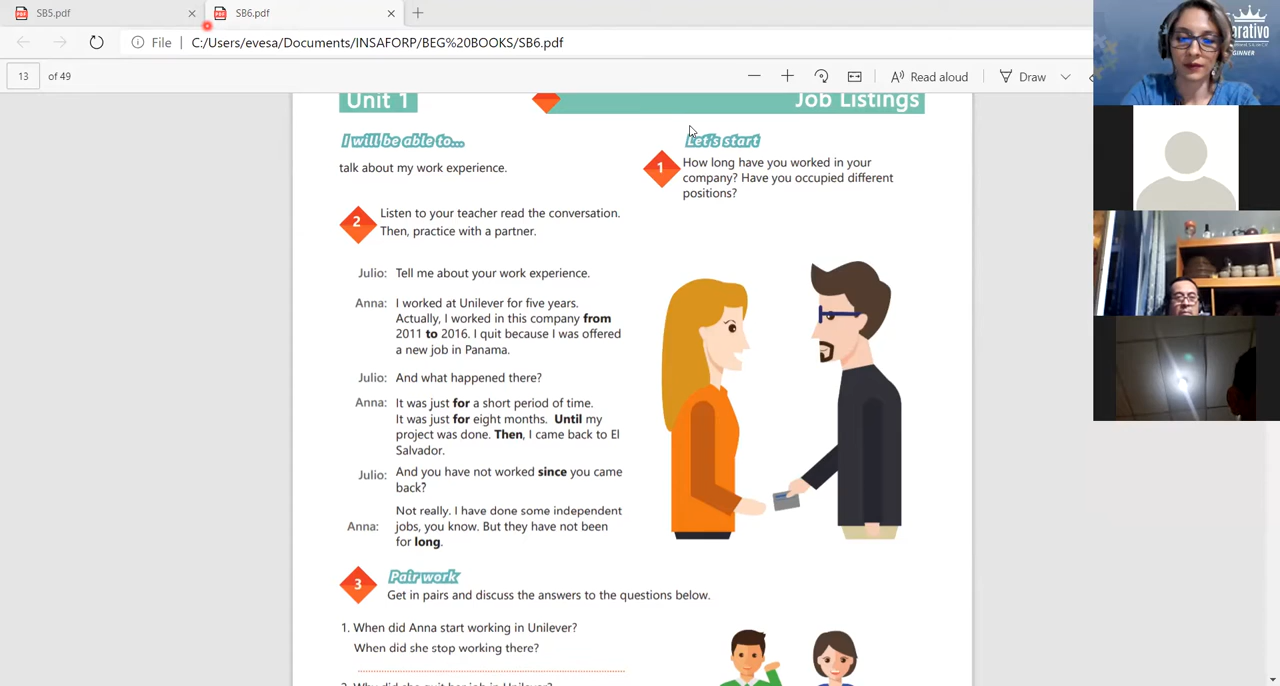 SB5.pdf
SB6.pdf
File
C:/Users/evesa/Documents/INSAFORP/BEG%20BOOKS/SB6.pdf
13
of 49
Read aloud
Draw
Unit 1
Job Listings
I will be able to...
talk about my work experience.
Let's start
1
How long have you worked in your
company? Have you occupied different
positions?
2
Listen to your teacher read the conversation.
Then, practice with a partner.
Julio: Tell me about your work experience.
Anna: I worked at Unilever for five years.
Actually, I worked in this company from
2011 to 2016. I quit because I was offered
a new job in Panama.
Julio: And what happened there?
Anna: It was just for a short period of time.
It was just for eight months. Until my
project was done. Then, I came back to El
Salvador.
Julio: And you have not worked since you came
back?
Not really. I have done some independent
Anna: jobs, you know. But they have not been
for long.
3
Pair work
Get in pairs and discuss the answers to the questions below.
1. When did Anna start working in Unilever?
When did she stop working there?